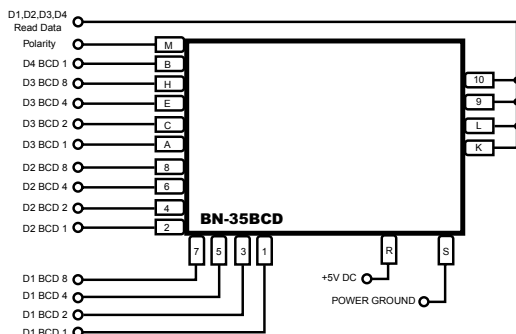 D1,D2,D3,D4
Read Data
Polarity M
D4 BCD 1 B
D3 BCD 8 H
D3 BCD 4 E
D3 BCD 2 C
D3 BCD 1 A
D2 BCD 8 8
D2 BCD 4 6
D2 BCD 2 4
D2 BCD 1 2
10
9
L
K
BN-35BCD
7 5 3 1 R S
D1 BCD 8
D1 BCD 4
D1 BCD 2
D1 BCD 1
+5V DC
POWER GROUND